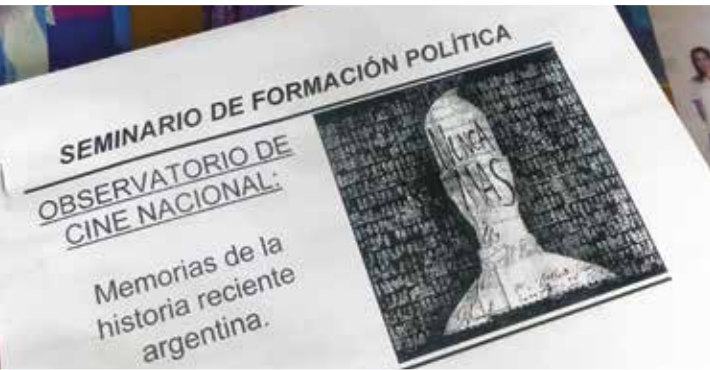 SEMINARIO DE FORMACIÓN POLÍTICA
OBSERVATORIO DE
CINE NACIONAL:
Memorias de la
historia reciente
argentina.
NUNCA
MAS